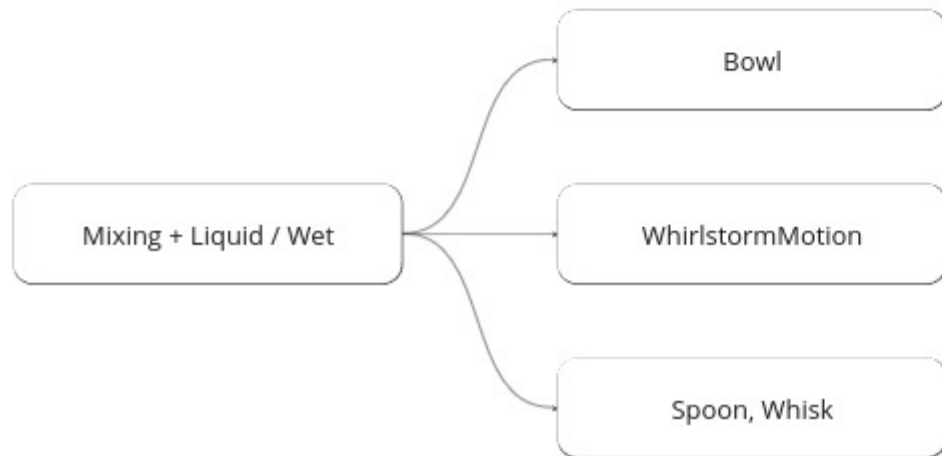 Bowl
Mixing + Liquid / Wet
WhirlstormMotion
Spoon, Whisk